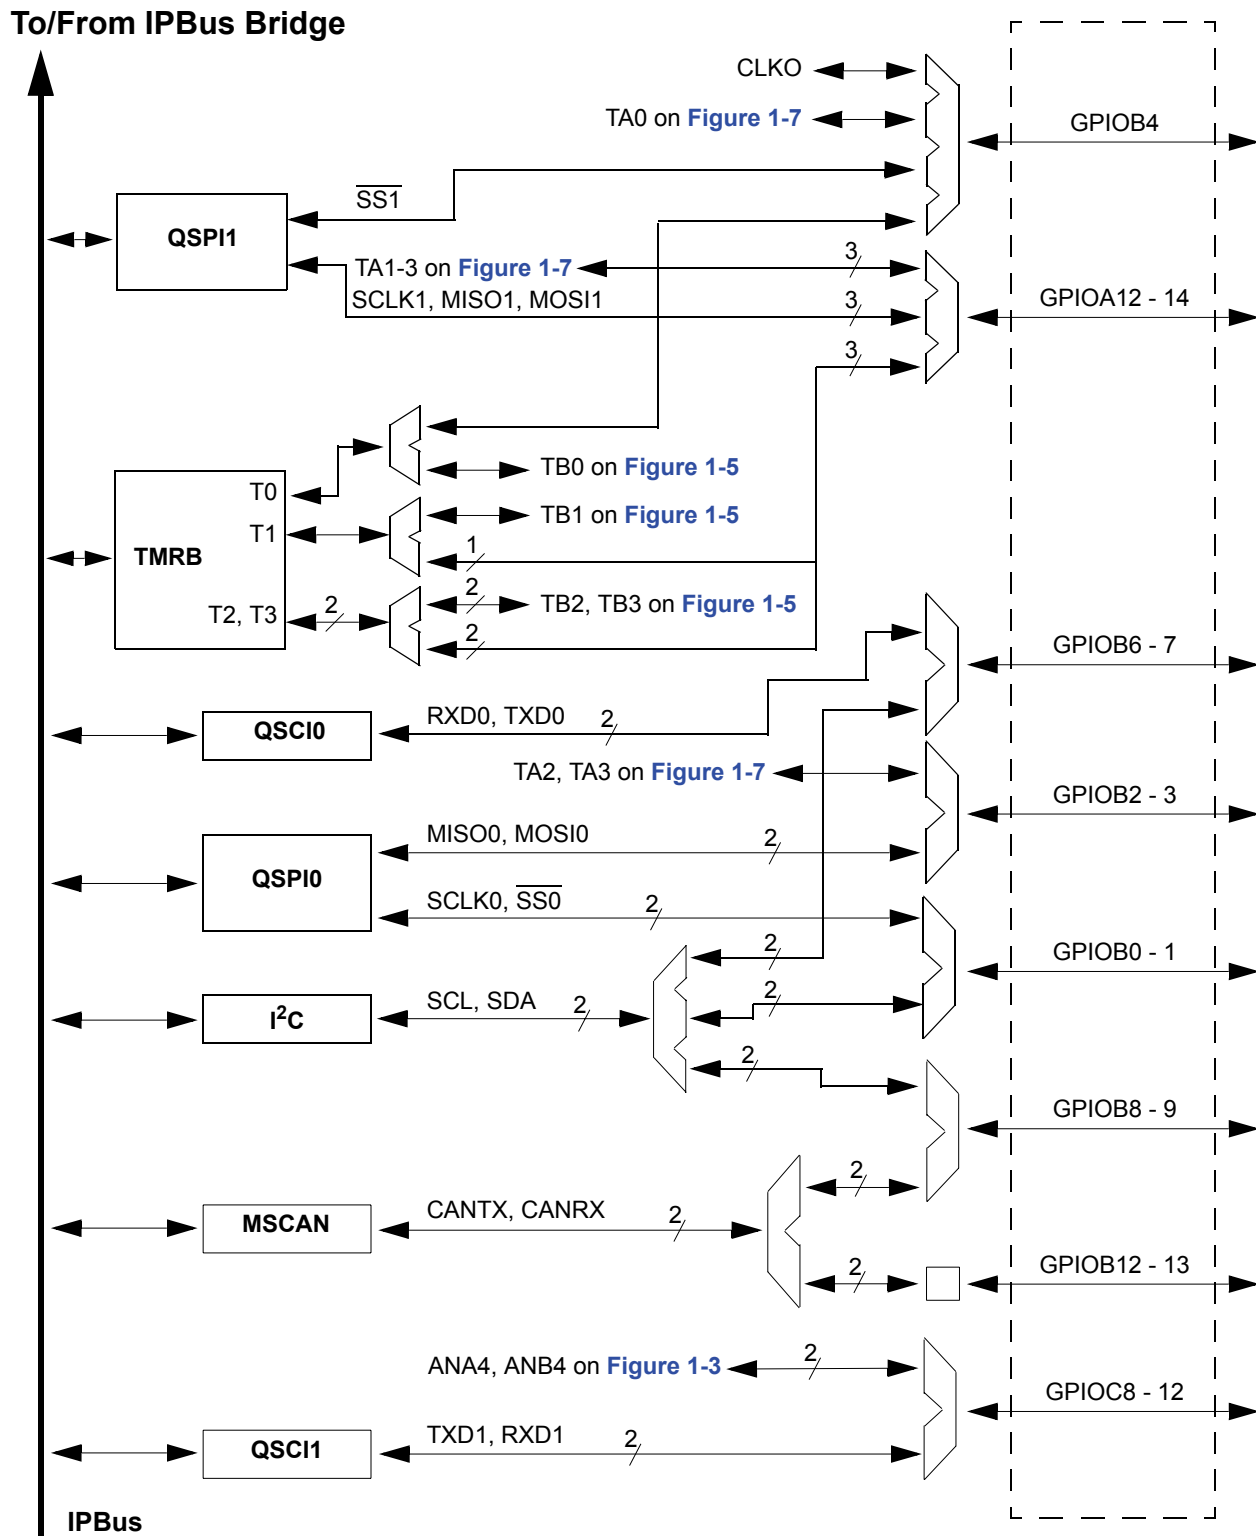 To/From IPBus Bridge
CLKO
TA0 on Figure 1-7
GPIOB4
SS1
QSPI1
TA1-3 on Figure 1-7
3
SCLK1, MISO1, MOSI1
3
GPIOA12 - 14
3
TB0 on Figure 1-5
T0
TB1 on Figure 1-5
T1
TMRB
1
2
TB2, TB3 on Figure 1-5
T2, T3
2
2
GPIOB6 - 7
RXD0, TXD0
2
QSCI0
TA2, TA3 on Figure 1-7
GPIOB2 - 3
MISO0, MOSI0
2
QSPI0
SCLK0, SS0
2
2
GPIOB0 - 1
SCL, SDA
2
2
I²C
2
GPIOB8 - 9
2
CANTX, CANRX
2
MSCAN
2
GPIOB12 - 13
ANA4, ANB4 on Figure 1-3
2
GPIOC8 - 12
TXD1, RXD1
2
QSCI1
IPBus